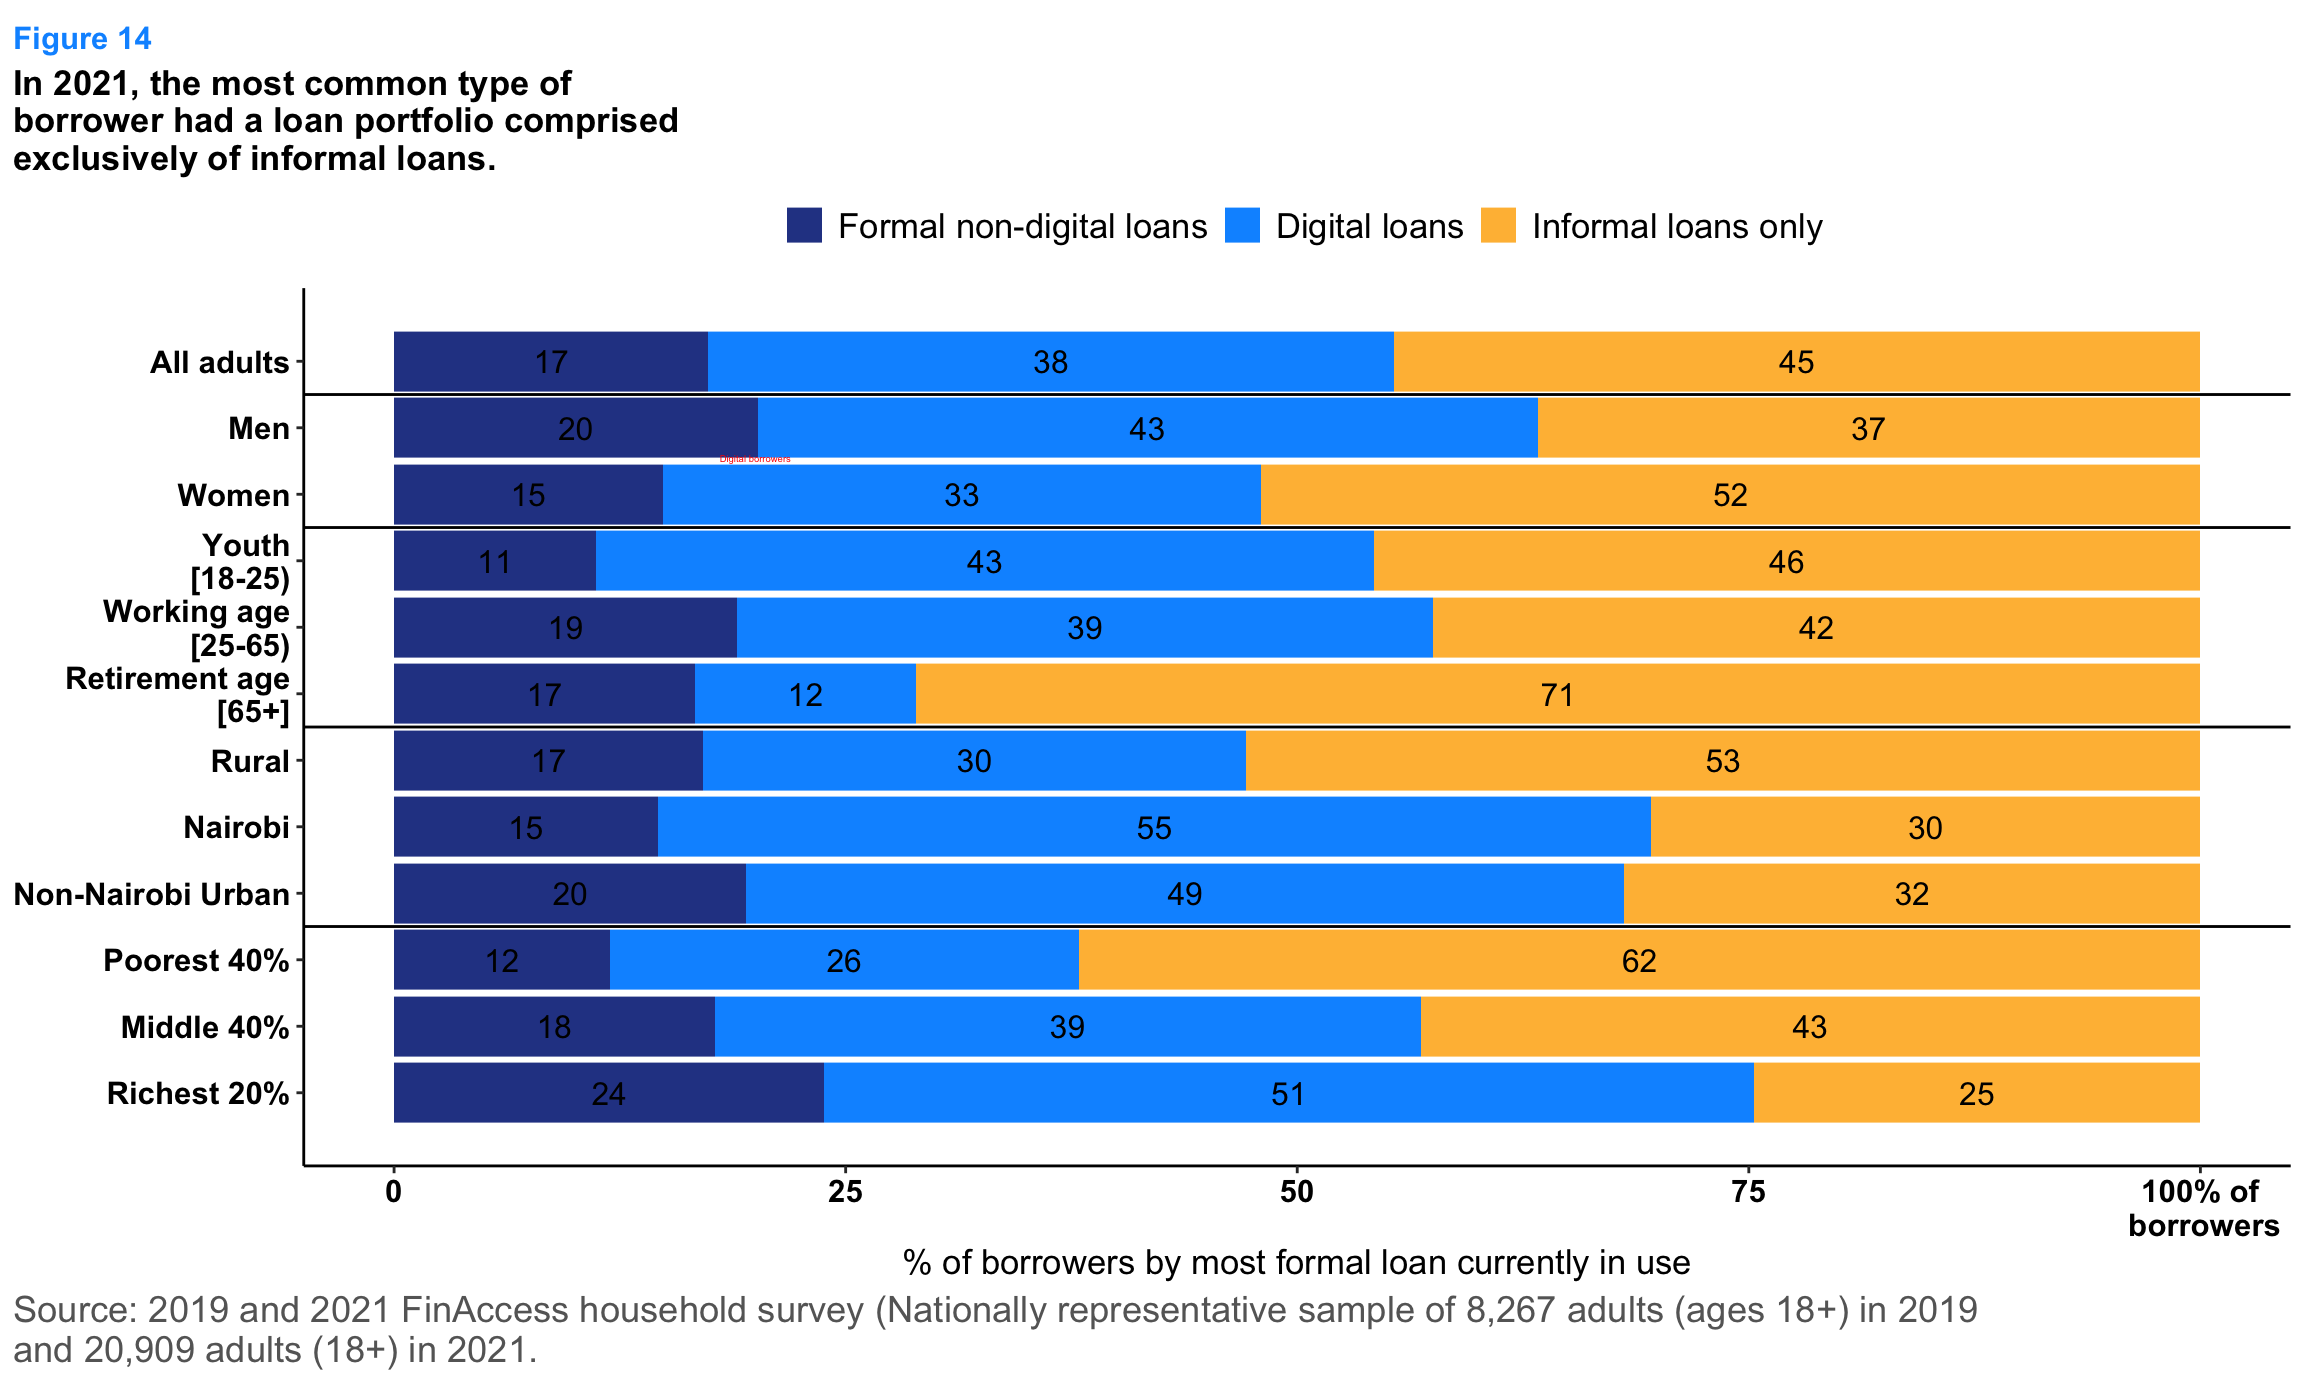 Figure 14
In 2021, the most common type of
borrower had a loan portfolio comprised
exclusively of informal loans.
Formal non-digital loans Digital loans Informal loans only
All adults 17 38 45
Men 20 43 37
Digital borrowers
Women 15 33 52
Youth
[18-25) 11 43 46
Working age
[25-65) 19 39 42
Retirement age
[65+] 17 12 71
Rural 17 30 53
Nairobi 15 55 30
Non-Nairobi Urban 20 49 32
Poorest 40% 12 26 62
Middle 40% 18 39 43
Richest 20% 24 51 25
0 25 50 75 100% of
borrowers
% of borrowers by most formal loan currently in use
Source: 2019 and 2021 FinAccess household survey (Nationally representative sample of 8,267 adults (ages 18+) in 2019
and 20,909 adults (18+) in 2021.